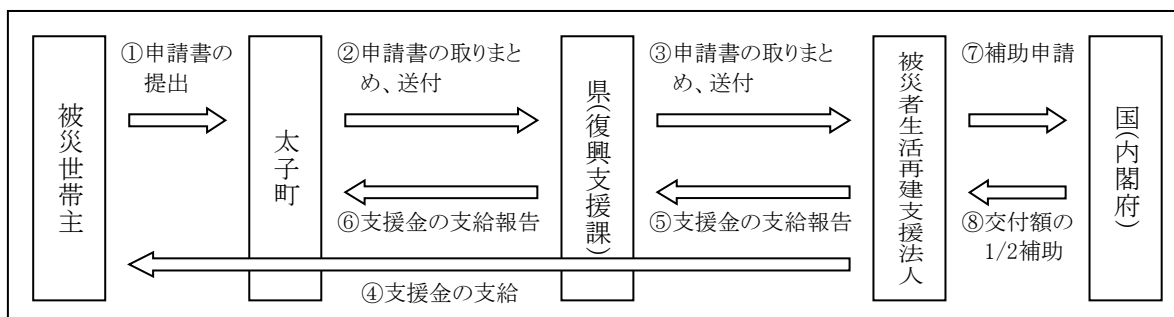 ①申請書の
提出
②申請書の取りまと
め、送付
③申請書の取りまと
め、送付
⑦補助申請
被災世帯主
太子町
県(復興支援課)
被災者生活再建支援法人
国(内閣府)
⑥支援金の支給報告
⑤支援金の支給報告
⑧交付額の
1/2補助
④支援金の支給